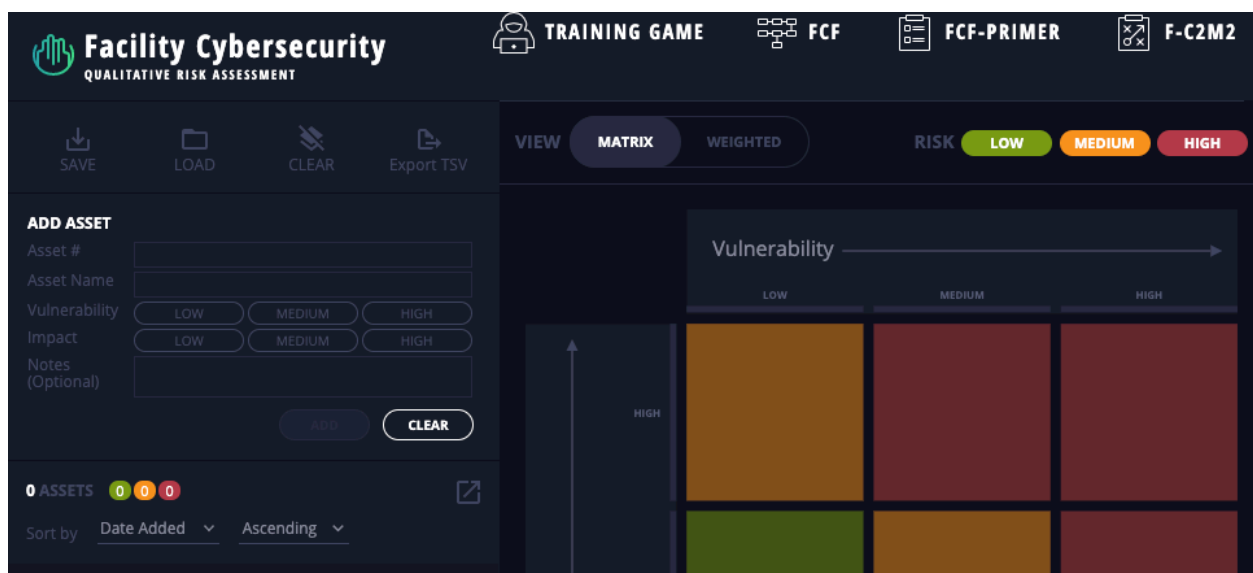 Facility Cybersecurity
QUALITATIVE RISK ASSESSMENT
TRAINING GAME
FCF
FCF-PRIMER
F-C2M2
SAVE
LOAD
CLEAR
Export TSV
VIEW
MATRIX
WEIGHTED
RISK
LOW
MEDIUM
HIGH
ADD ASSET
Asset #
Asset Name
Vulnerability
LOW
MEDIUM
HIGH
Impact
LOW
MEDIUM
HIGH
Notes
(Optional)
ADD
CLEAR
0 ASSETS
0
0
0
Sort by
Date Added
Ascending
Vulnerability
LOW
MEDIUM
HIGH
HIGH